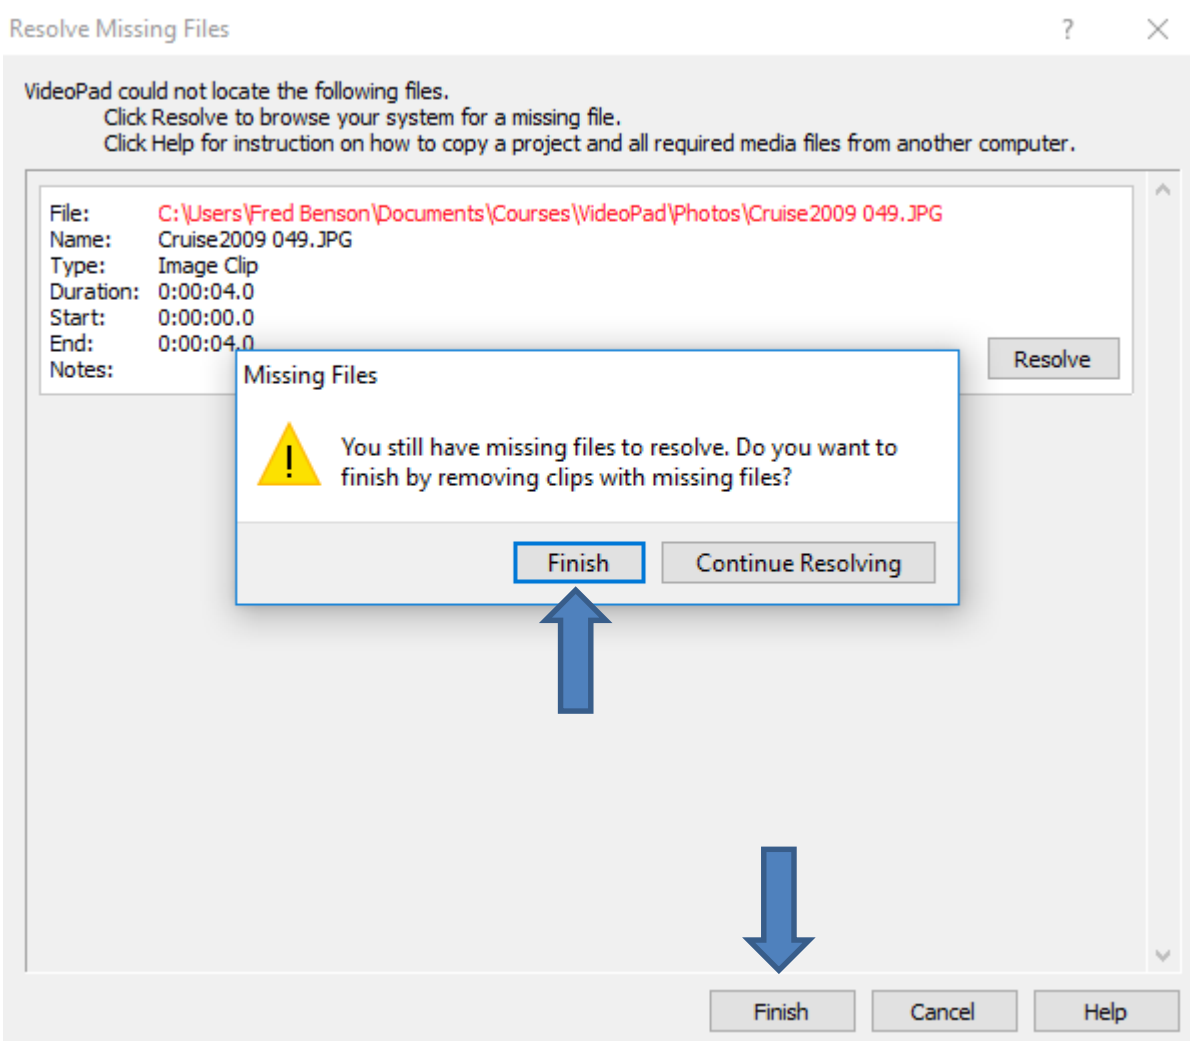 Resolve Missing Files
VideoPad could not locate the following files.
Click Resolve to browse your system for a missing file.
Click Help for instruction on how to copy a project and all required media files from another computer.
File: C:\Users\Fred Benson\Documents\Courses\VideoPad\Photos\Cruise2009 049.JPG
Name: Cruise2009 049.JPG
Type: Image Clip
Duration: 0:00:04.0
Start: 0:00:00.0
End: 0:00:04.0
Notes:
Resolve
Missing Files
You still have missing files to resolve. Do you want to
finish by removing clips with missing files?
Finish Continue Resolving
Finish Cancel Help